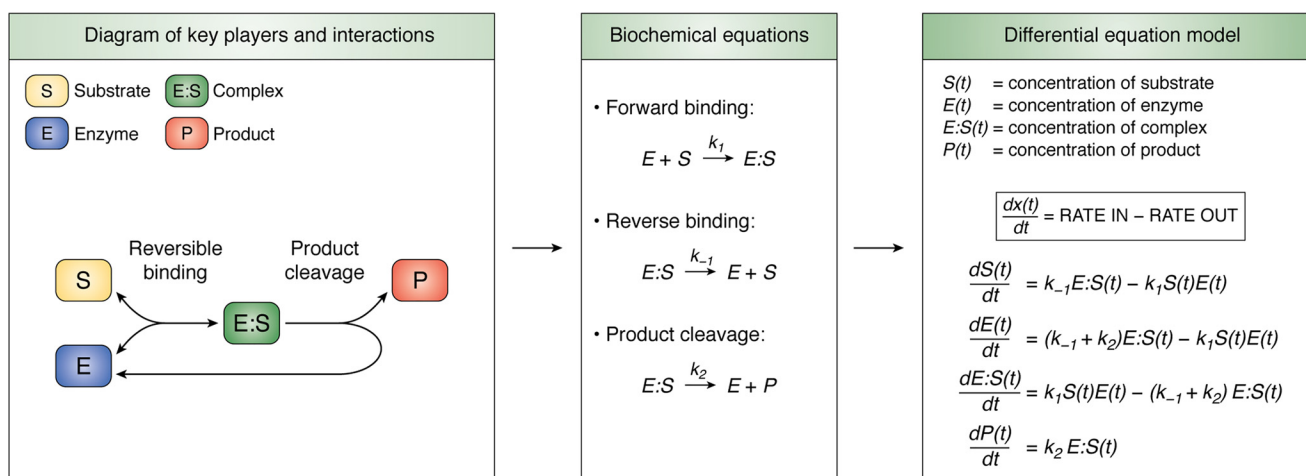 Diagram of key players and interactions
S Substrate E:S Complex
E Enzyme P Product
Reversible
binding
Product
cleavage
S
P
E:S
E
Biochemical equations
• Forward binding:
k₁
E + S → E:S
• Reverse binding:
k₋₁
E:S → E + S
• Product cleavage:
k₂
E:S → E + P
Differential equation model
S(t) = concentration of substrate
E(t) = concentration of enzyme
E:S(t) = concentration of complex
P(t) = concentration of product
dx(t)/dt = RATE IN – RATE OUT
dS(t)/dt = k₋₁E:S(t) – k₁S(t)E(t)
dE(t)/dt = (k₋₁ + k₂)E:S(t) – k₁S(t)E(t)
dE:S(t)/dt = k₁S(t)E(t) – (k₋₁ + k₂) E:S(t)
dP(t)/dt = k₂ E:S(t)